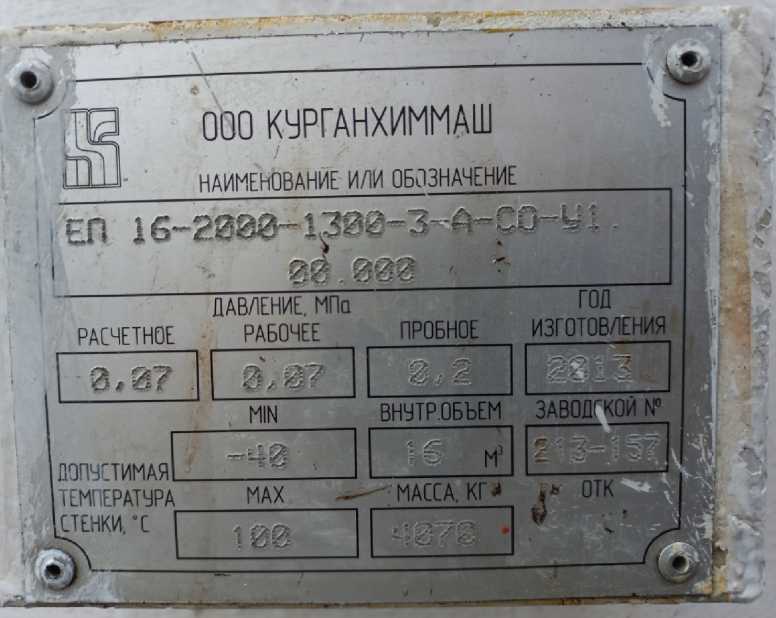 ООО КУРГАНХИММАШ
НАИМЕНОВАНИЕ ИЛИ ОБОЗНАЧЕНИЕ
ЕП 16-2000-1300-3-А-СО-У1.
00.000
ДАВЛЕНИЕ, МПа
ГОД
РАСЧЕТНОЕ РАБОЧЕЕ ПРОБНОЕ ИЗГОТОВЛЕНИЯ
0,07 0,07 0,2 2013
MIN ВНУТР.ОБЪЕМ ЗАВОДСКОЙ №
-40 16 м³ 213-157
ДОПУСТИМАЯ
ТЕМПЕРАТУРА MAX МАССА, КГ ОТК
СТЕНКИ, °С
100 4070